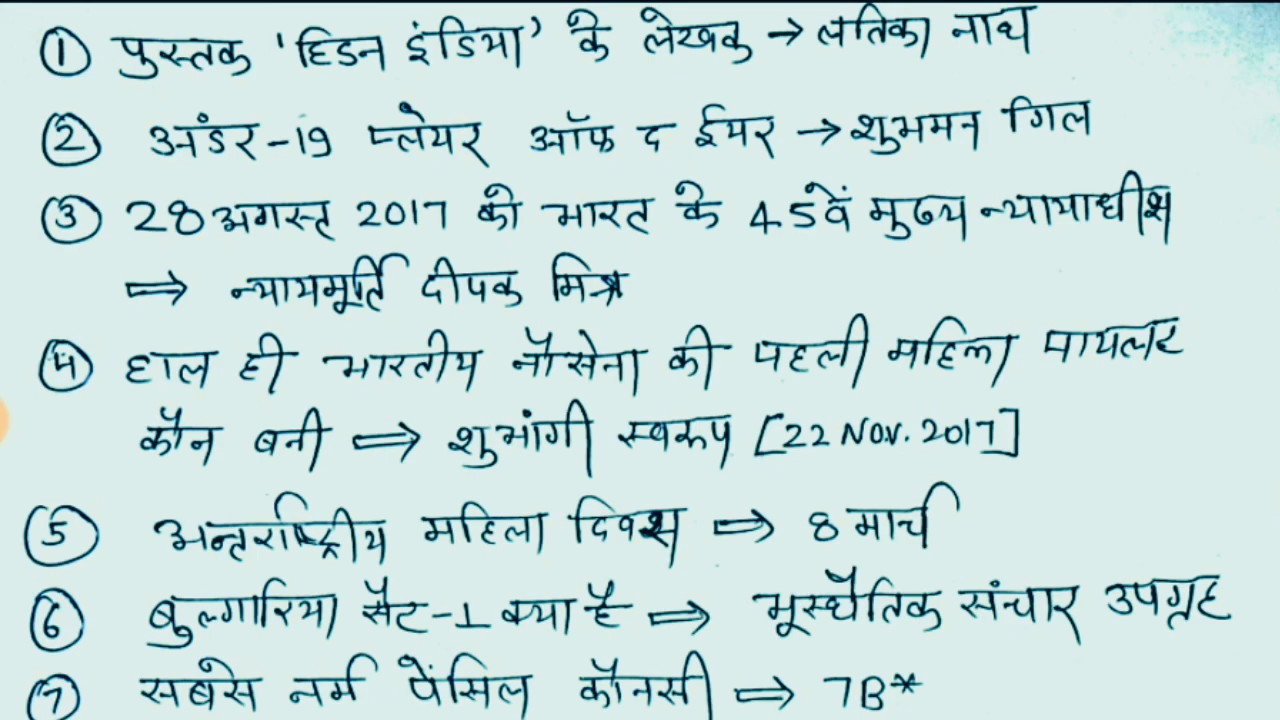 ① पुस्तक 'हिडन इंडिया' के लेखक → लतिका नाथ
② अंडर-19 प्लेयर ऑफ द ईयर → शुभमन गिल
③ 28 अगस्त 2017 को भारत के 45वें मुख्य न्यायाधीश
⇒ न्यायमूर्ति दीपक मिश्र
④ हाल ही भारतीय नौसेना की पहली महिला पायलट
कौन बनी ⇒ शुभांगी स्वरूप [22 Nov. 2017]
⑤ अन्तर्राष्ट्रीय महिला दिवस ⇒ 8 मार्च
⑥ बुल्गारिया सैट-1 क्या है ⇒ भूस्थैतिक संचार उपग्रह
⑦ सबसे नर्म पेंसिल कौनसी ⇒ 7B*